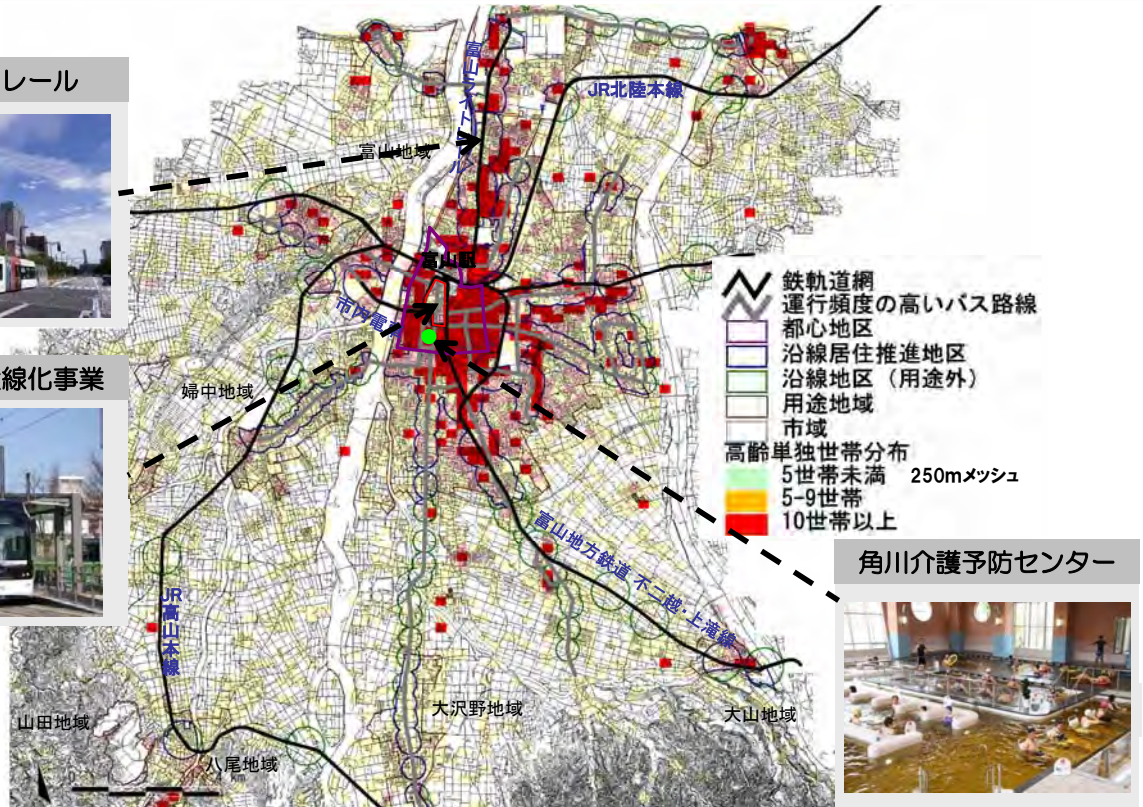 レール
線化事業
富山ライトレール
JR北陸本線
富山地域
富山駅
市内電車
婦中地域
富山地方鉄道 不二越・上滝線
JR高山本線
大沢野地域
大山地域
山田地域
八尾地域
鉄軌道網
運行頻度の高いバス路線
都心地区
沿線居住推進地区
沿線地区（用途外）
用途地域
市域
高齢単独世帯分布
5世帯未満 250mメッシュ
5-9世帯
10世帯以上
角川介護予防センター